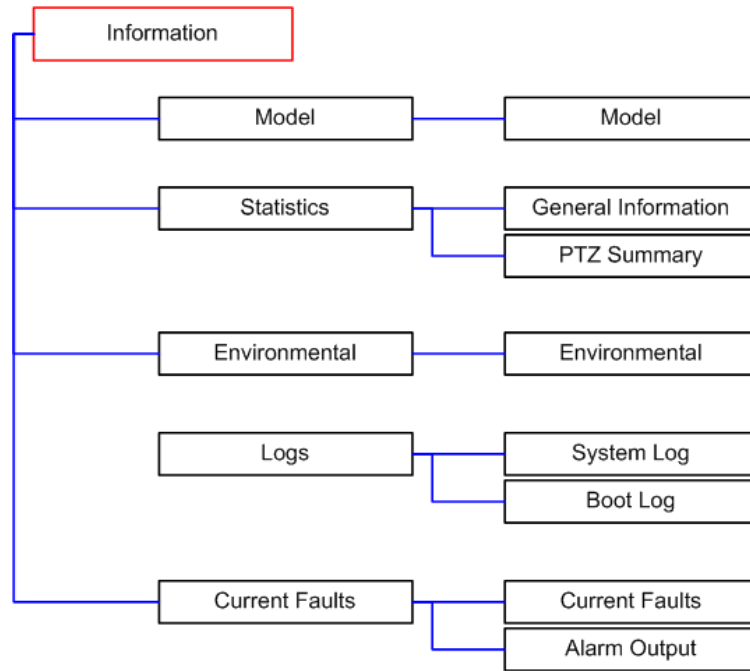 Information
Model
Model
Statistics
General Information
PTZ Summary
Environmental
Environmental
Logs
System Log
Boot Log
Current Faults
Current Faults
Alarm Output